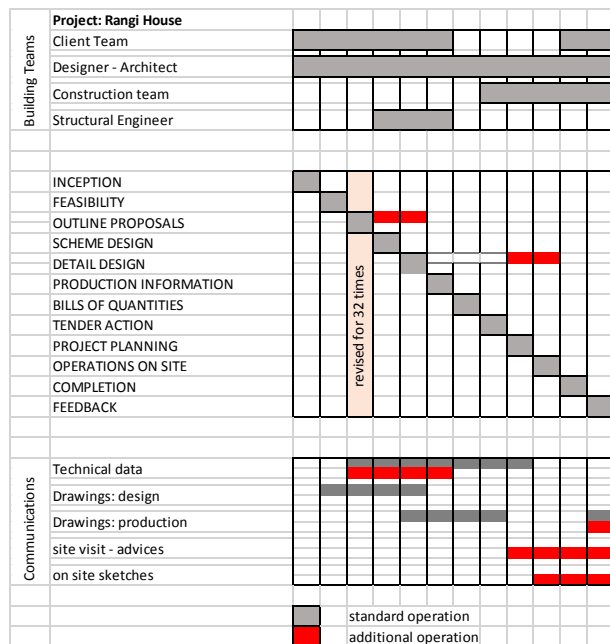 Project: Rangi House
Building Teams
Client Team
Designer - Architect
Construction team
Structural Engineer
INCEPTION
FEASIBILITY
OUTLINE PROPOSALS
SCHEME DESIGN
DETAIL DESIGN
PRODUCTION INFORMATION
BILLS OF QUANTITIES
TENDER ACTION
PROJECT PLANNING
OPERATIONS ON SITE
COMPLETION
FEEDBACK
revised for 32 times
Communications
Technical data
Drawings: design
Drawings: production
site visit - advices
on site sketches
standard operation
additional operation